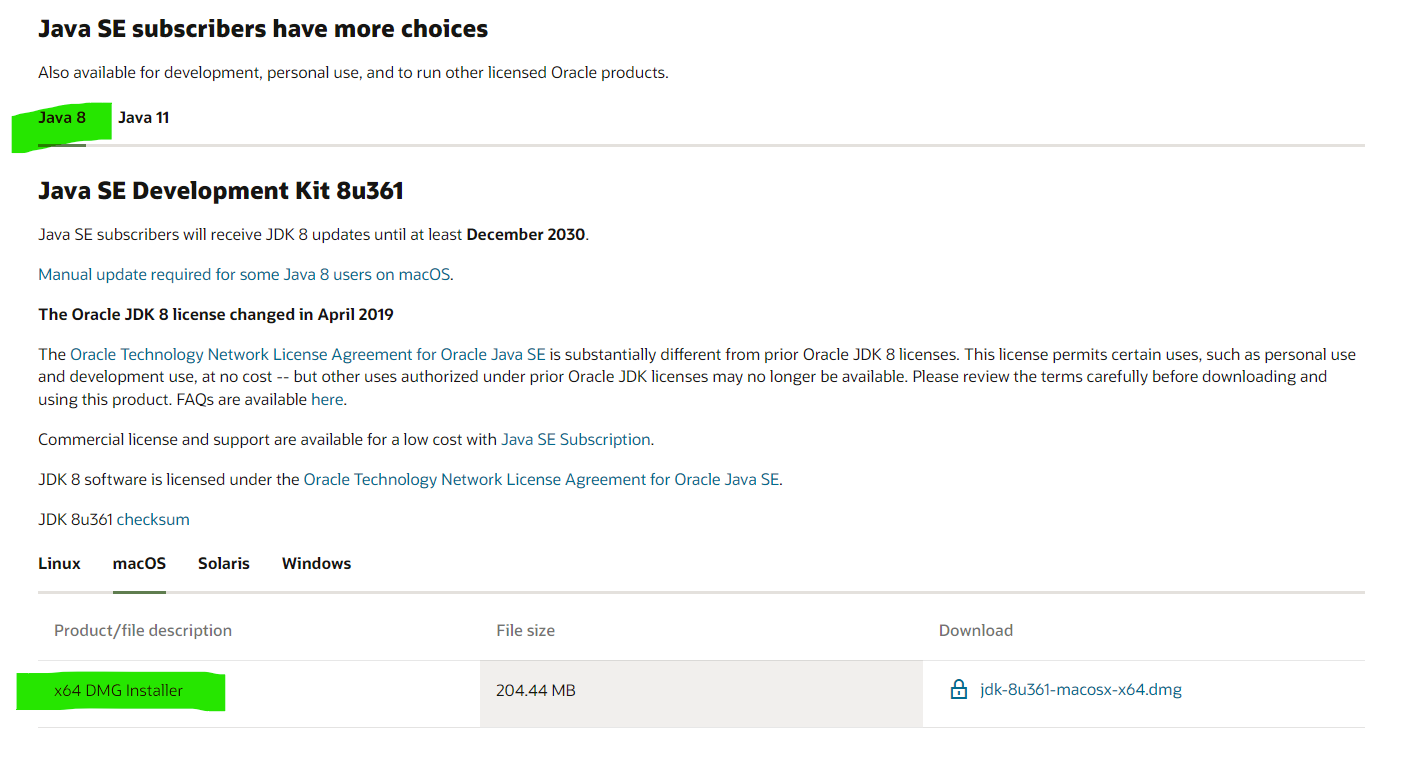 Java SE subscribers have more choices
Also available for development, personal use, and to run other licensed Oracle products.
Java 8 Java 11
Java SE Development Kit 8u361
Java SE subscribers will receive JDK 8 updates until at least December 2030.
Manual update required for some Java 8 users on macOS.
The Oracle JDK 8 license changed in April 2019
The Oracle Technology Network License Agreement for Oracle Java SE is substantially different from prior Oracle JDK 8 licenses. This license permits certain uses, such as personal use
and development use, at no cost -- but other uses authorized under prior Oracle JDK licenses may no longer be available. Please review the terms carefully before downloading and
using this product. FAQs are available here.
Commercial license and support are available for a low cost with Java SE Subscription.
JDK 8 software is licensed under the Oracle Technology Network License Agreement for Oracle Java SE.
JDK 8u361 checksum
Linux macOS Solaris Windows
Product/file description File size Download
x64 DMG Installer 204.44 MB jdk-8u361-macosx-x64.dmg